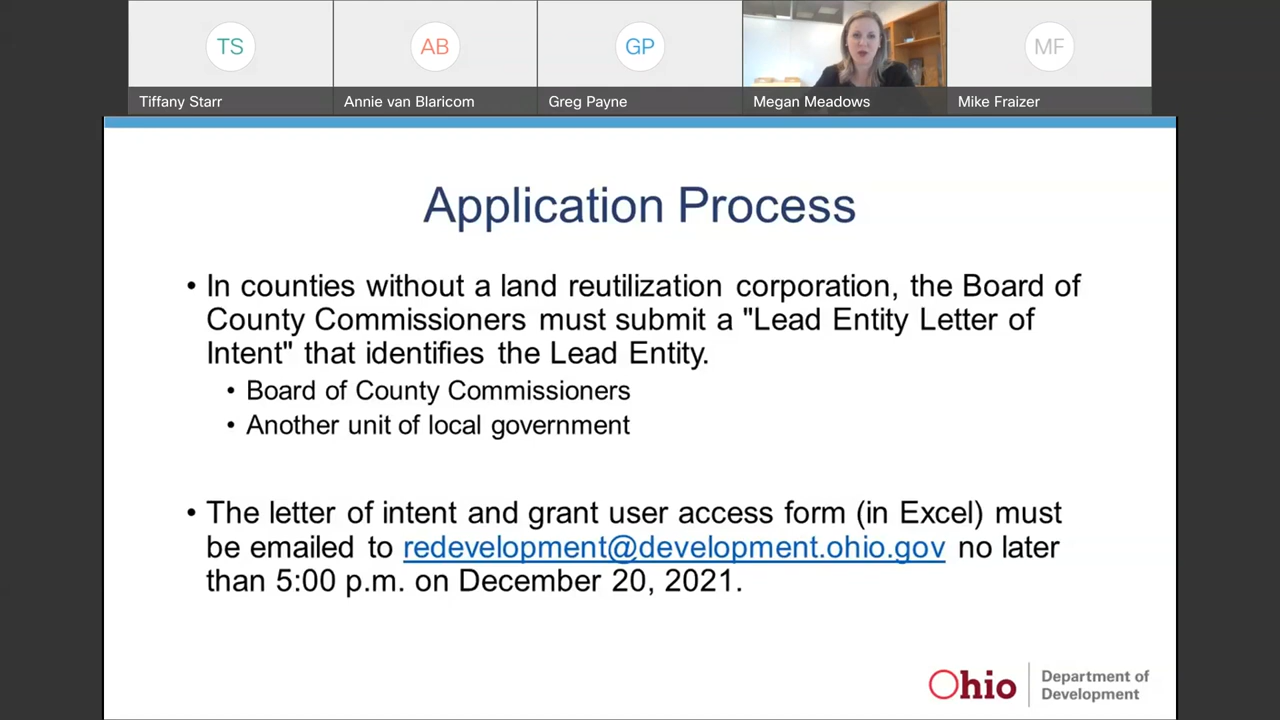 TS
AB
GP
MF
Tiffany Starr
Annie van Blaricom
Greg Payne
Megan Meadows
Mike Fraizer
Application Process
• In counties without a land reutilization corporation, the Board of
County Commissioners must submit a "Lead Entity Letter of
Intent" that identifies the Lead Entity.
• Board of County Commissioners
• Another unit of local government
• The letter of intent and grant user access form (in Excel) must
be emailed to redevelopment@development.ohio.gov no later
than 5:00 p.m. on December 20, 2021.
Ohio
Department of
Development